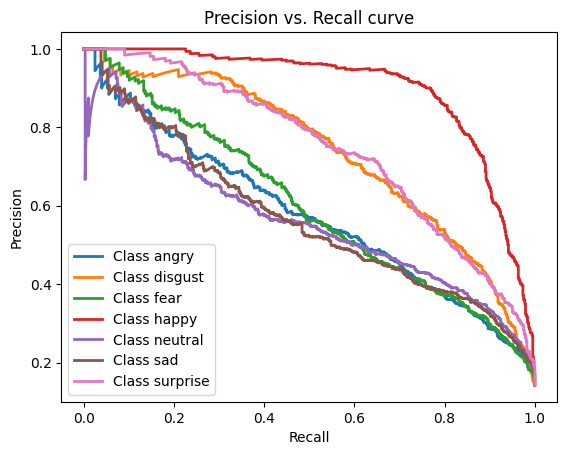 Precision vs. Recall curve
1.0
0.8
0.6
0.4
0.2
Precision
Class angry
Class disgust
Class fear
Class happy
Class neutral
Class sad
Class surprise
0.0 0.2 0.4 0.6 0.8 1.0
Recall